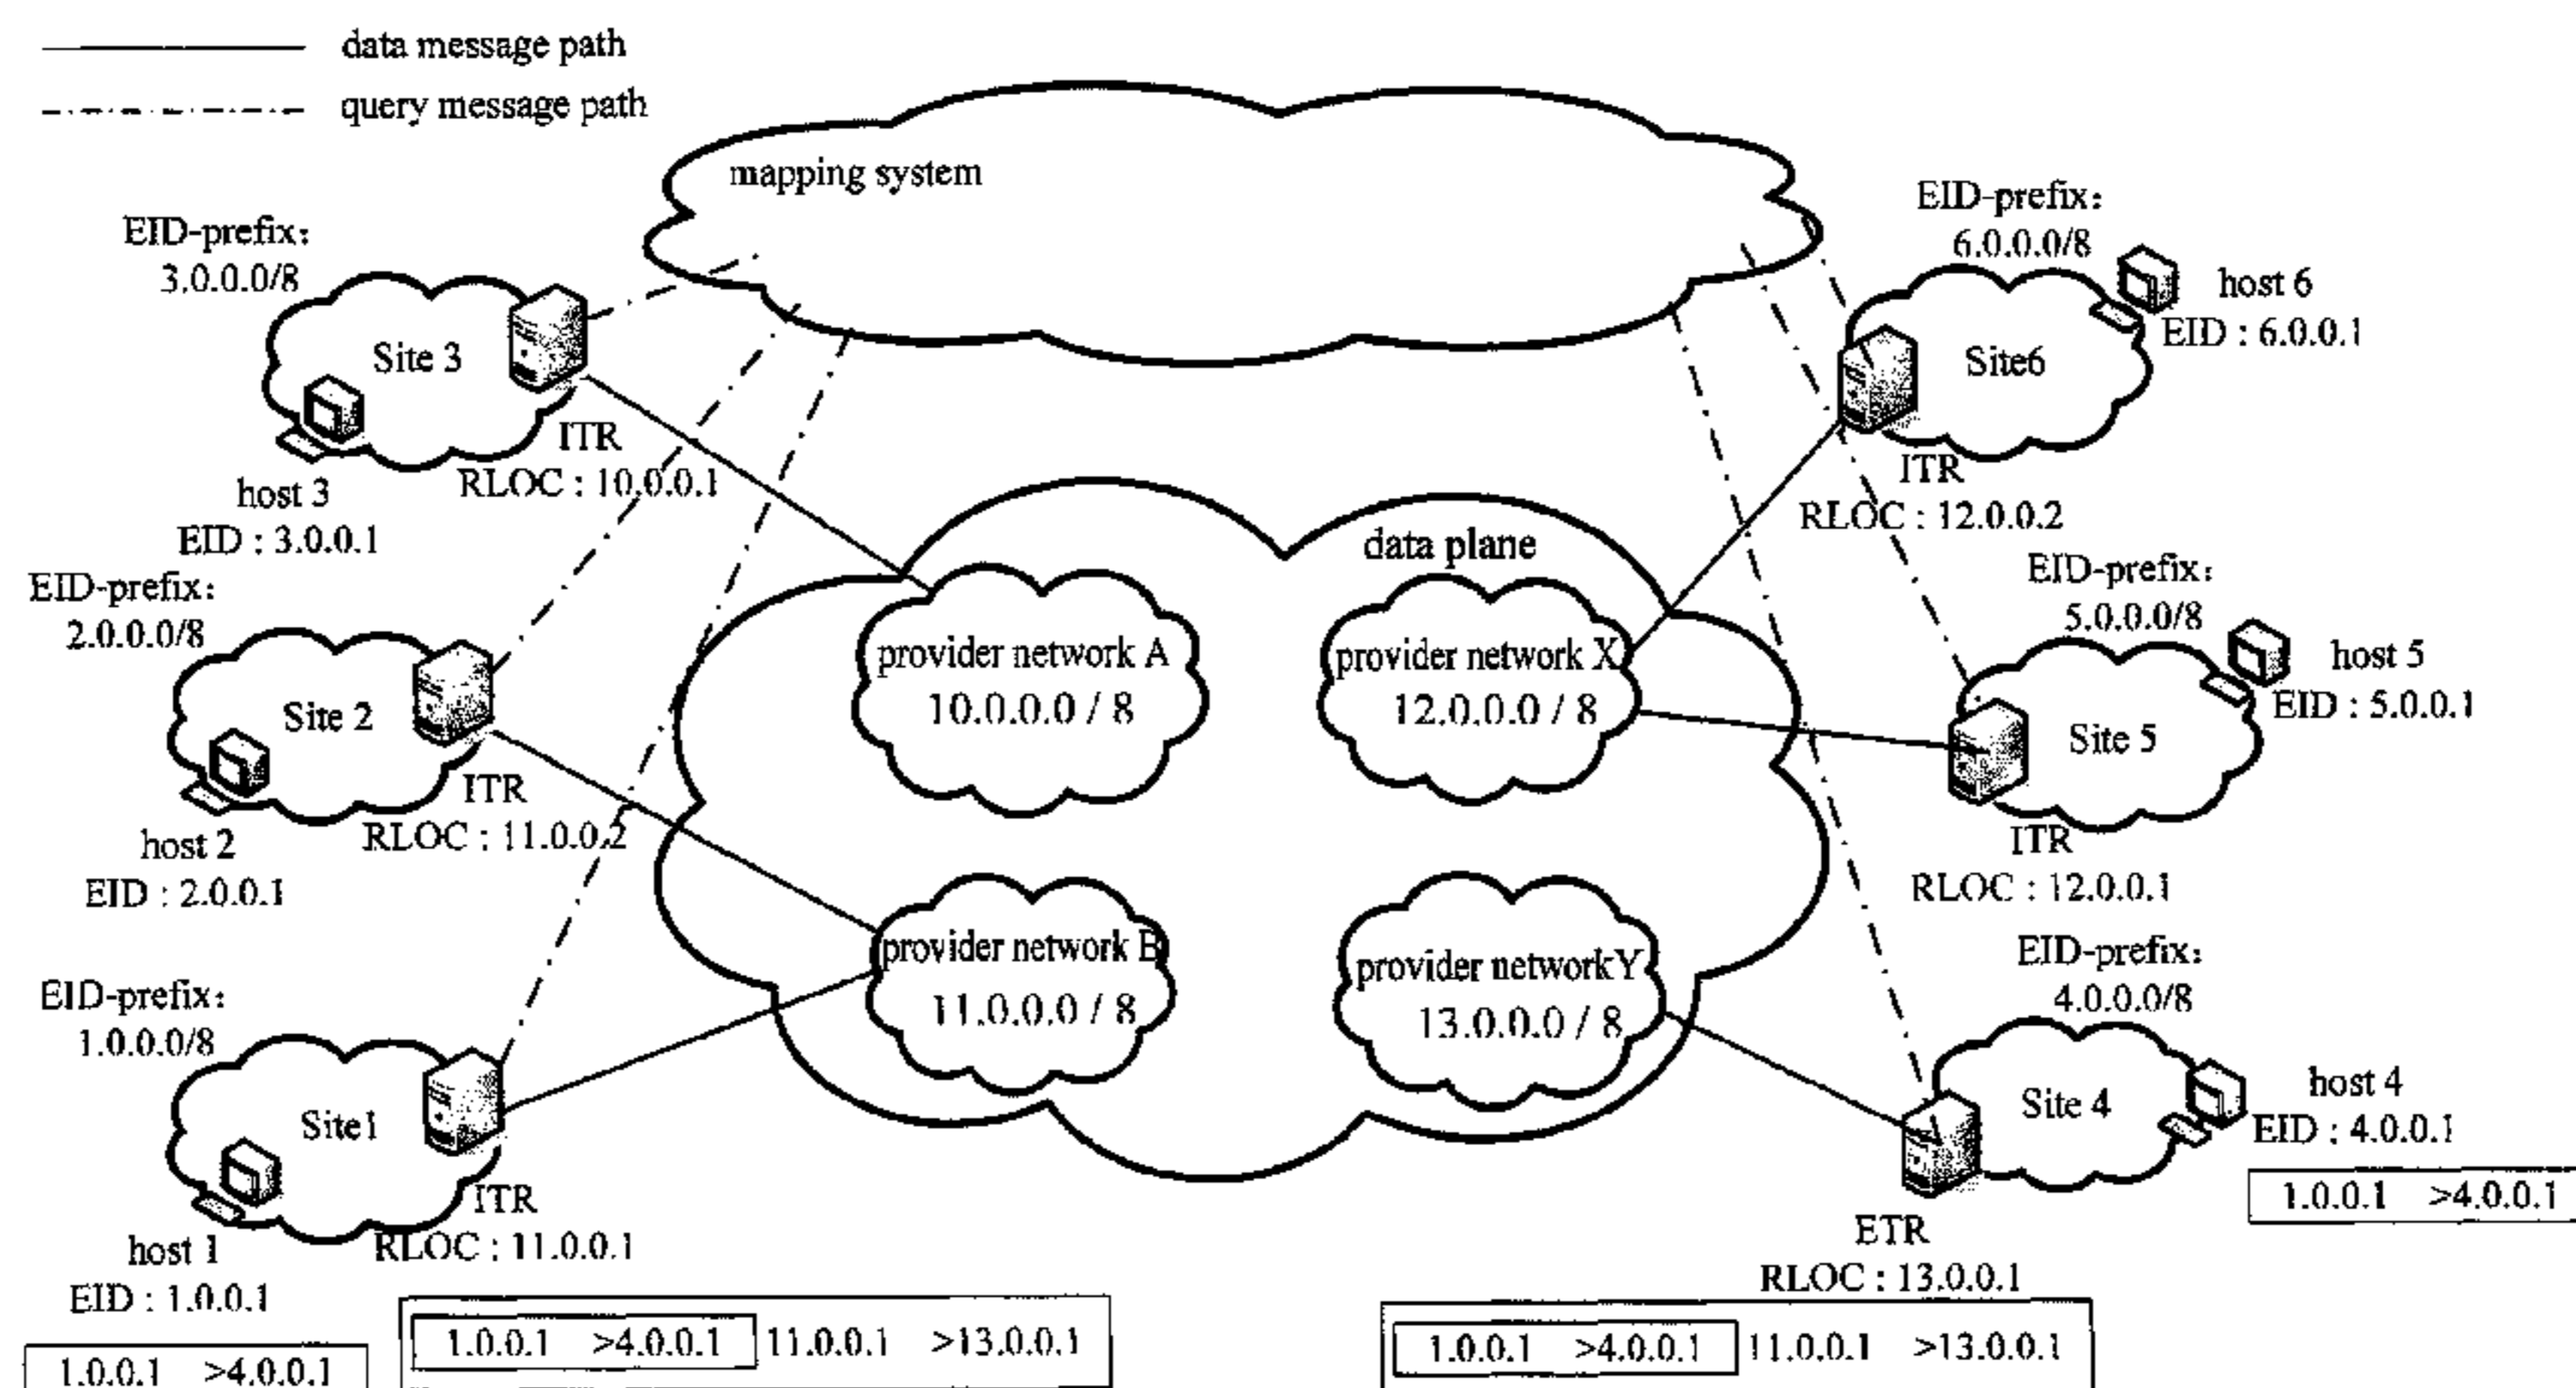 data message path
query message path
mapping system
EID-prefix:
3.0.0.0/8
Site 3
ITR
RLOC : 10.0.0.1
host 3
EID : 3.0.0.1
EID-prefix:
6.0.0.0/8
host 6
EID : 6.0.0.1
Site6
ITR
RLOC : 12.0.0.2
data plane
EID-prefix:
2.0.0.0/8
Site 2
ITR
RLOC : 11.0.0.2
host 2
EID : 2.0.0.1
provider network A
10.0.0.0 / 8
provider network X
12.0.0.0 / 8
EID-prefix:
5.0.0.0/8
host 5
EID : 5.0.0.1
Site 5
ITR
RLOC : 12.0.0.1
provider network B
11.0.0.0 / 8
provider networkY
13.0.0.0 / 8
EID-prefix:
1.0.0.0/8
Site1
ITR
RLOC : 11.0.0.1
host 1
EID : 1.0.0.1
EID-prefix:
4.0.0.0/8
Site 4
host 4
EID : 4.0.0.1
1.0.0.1 >4.0.0.1
ETR
RLOC : 13.0.0.1
1.0.0.1 >4.0.0.1
1.0.0.1 >4.0.0.1 11.0.0.1 >13.0.0.1
1.0.0.1 >4.0.0.1 11.0.0.1 >13.0.0.1